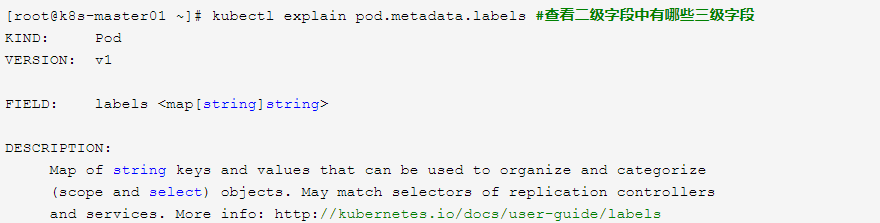 [root@k8s-master01 ~]# kubectl explain pod.metadata.labels #查看二级字段中有哪些三级字段
KIND:     Pod
VERSION:  v1
FIELD:    labels <map[string]string>
DESCRIPTION:
     Map of string keys and values that can be used to organize and categorize
     (scope and select) objects. May match selectors of replication controllers
     and services. More info: http://kubernetes.io/docs/user-guide/labels